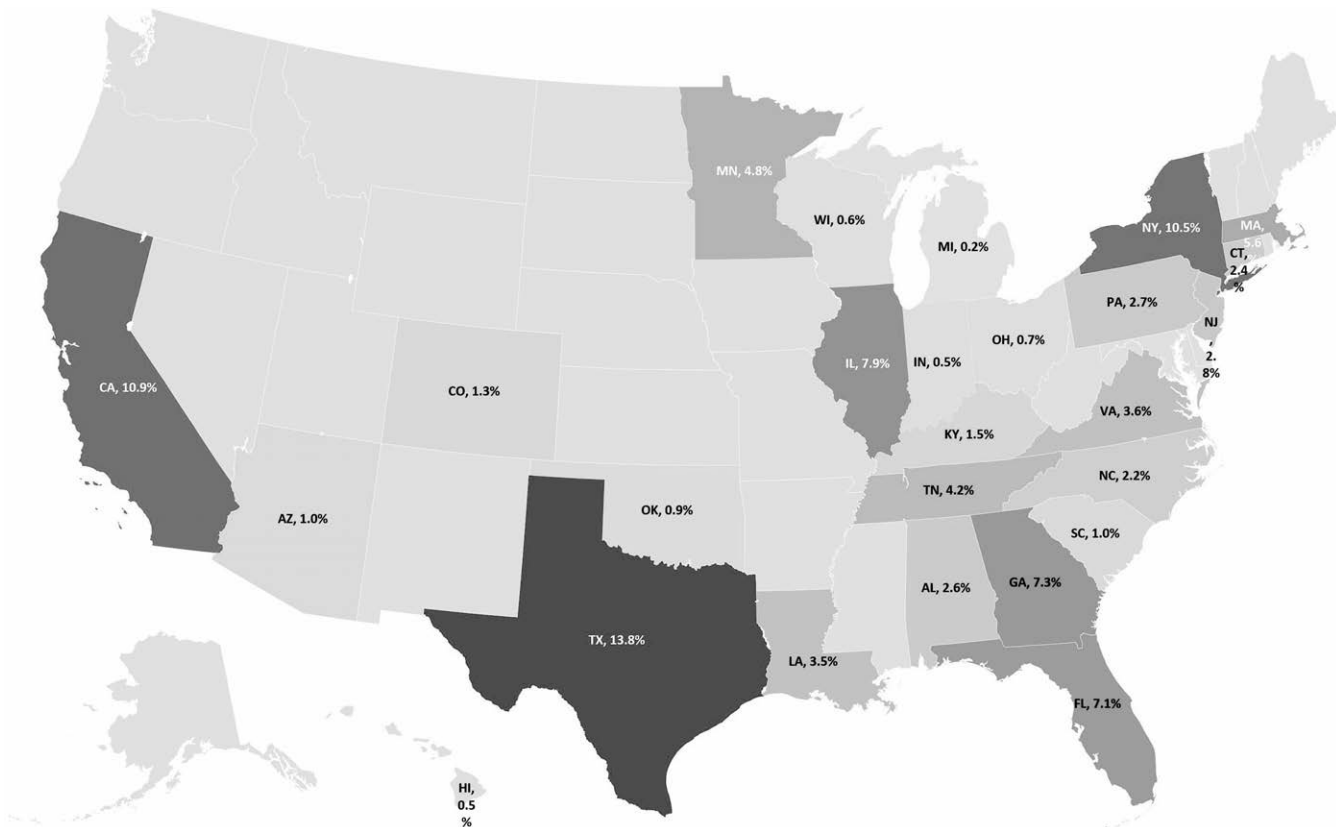 MN, 4.8%
WI, 0.6%
MI, 0.2%
NY, 10.5%
MA,
5.6
CT,
2.4
%
PA, 2.7%
NJ
,
2.
8%
OH, 0.7%
IN, 0.5%
IL, 7.9%
CA, 10.9%
CO, 1.3%
VA, 3.6%
KY, 1.5%
NC, 2.2%
TN, 4.2%
AZ, 1.0%
OK, 0.9%
SC, 1.0%
GA, 7.3%
AL, 2.6%
TX, 13.8%
LA, 3.5%
FL, 7.1%
HI,
0.5
%